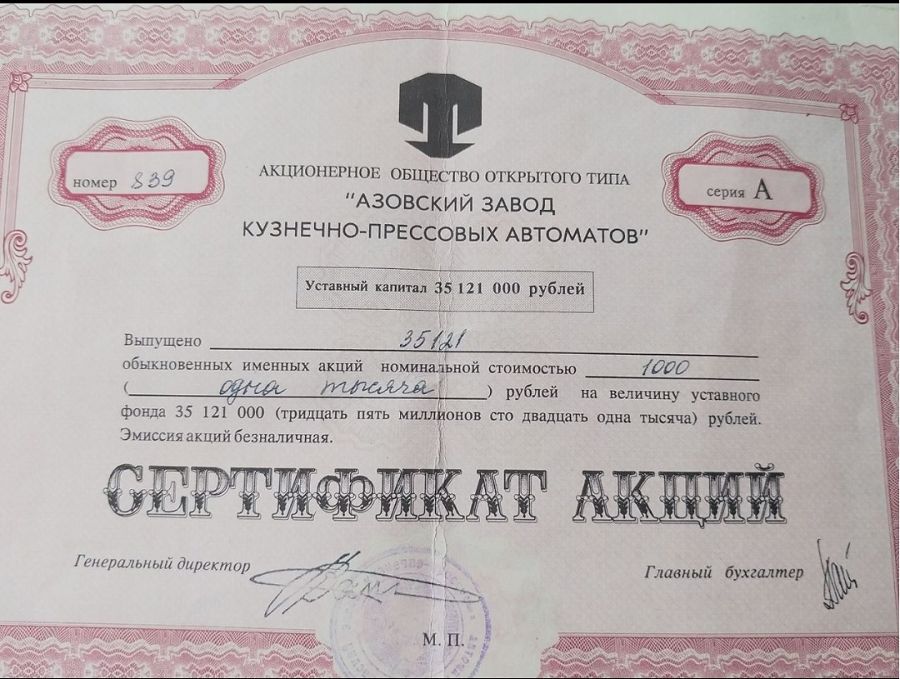 АКЦИОНЕРНОЕ ОБЩЕСТВО ОТКРЫТОГО ТИПА
номер 839
серия А
"АЗОВСКИЙ ЗАВОД
КУЗНЕЧНО-ПРЕССОВЫХ АВТОМАТОВ"
Уставный капитал 35 121 000 рублей
Выпущено 35121
обыкновенных именных акций номинальной стоимостью 1000
( одна тысяча ) рублей на величину уставного
фонда 35 121 000 (тридцать пять миллионов сто двадцать одна тысяча) рублей.
Эмиссия акций безналичная.
СЕРТИФИКАТ АКЦИЙ
Генеральный директор
Главный бухгалтер
М. П.